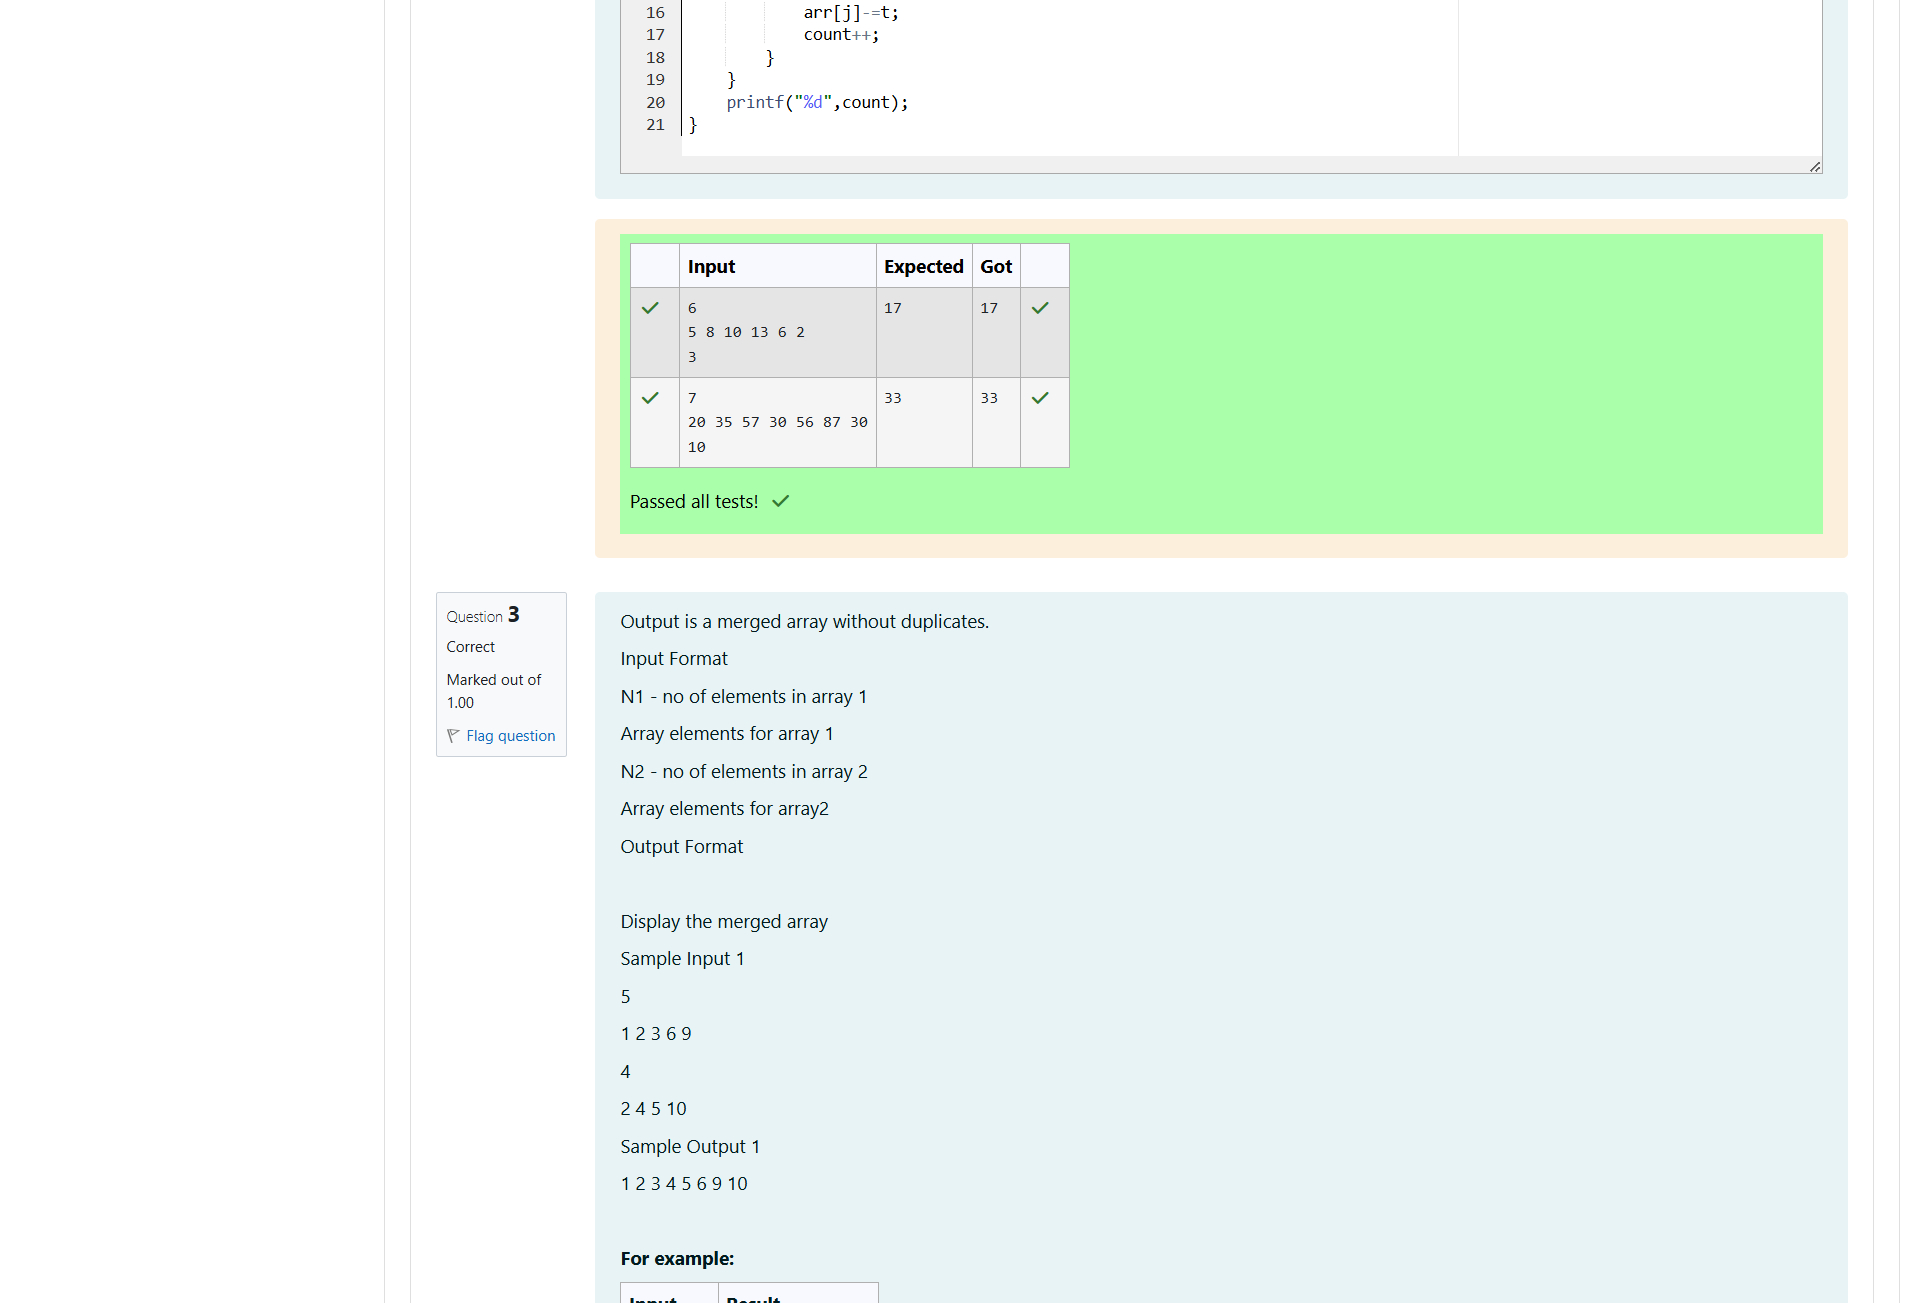 16 arr[j]-=t;
17 count++;
18 }
19 }
20 printf("%d",count);
21 }
Input Expected Got
6 17 17
5 8 10 13 6 2
3
7 33 33
20 35 57 30 56 87 30
10
Passed all tests!
Question 3
Correct
Marked out of
1.00
Flag question
Output is a merged array without duplicates.
Input Format
N1 - no of elements in array 1
Array elements for array 1
N2 - no of elements in array 2
Array elements for array2
Output Format
Display the merged array
Sample Input 1
5
1 2 3 6 9
4
2 4 5 10
Sample Output 1
1 2 3 4 5 6 9 10
For example:
Input Result